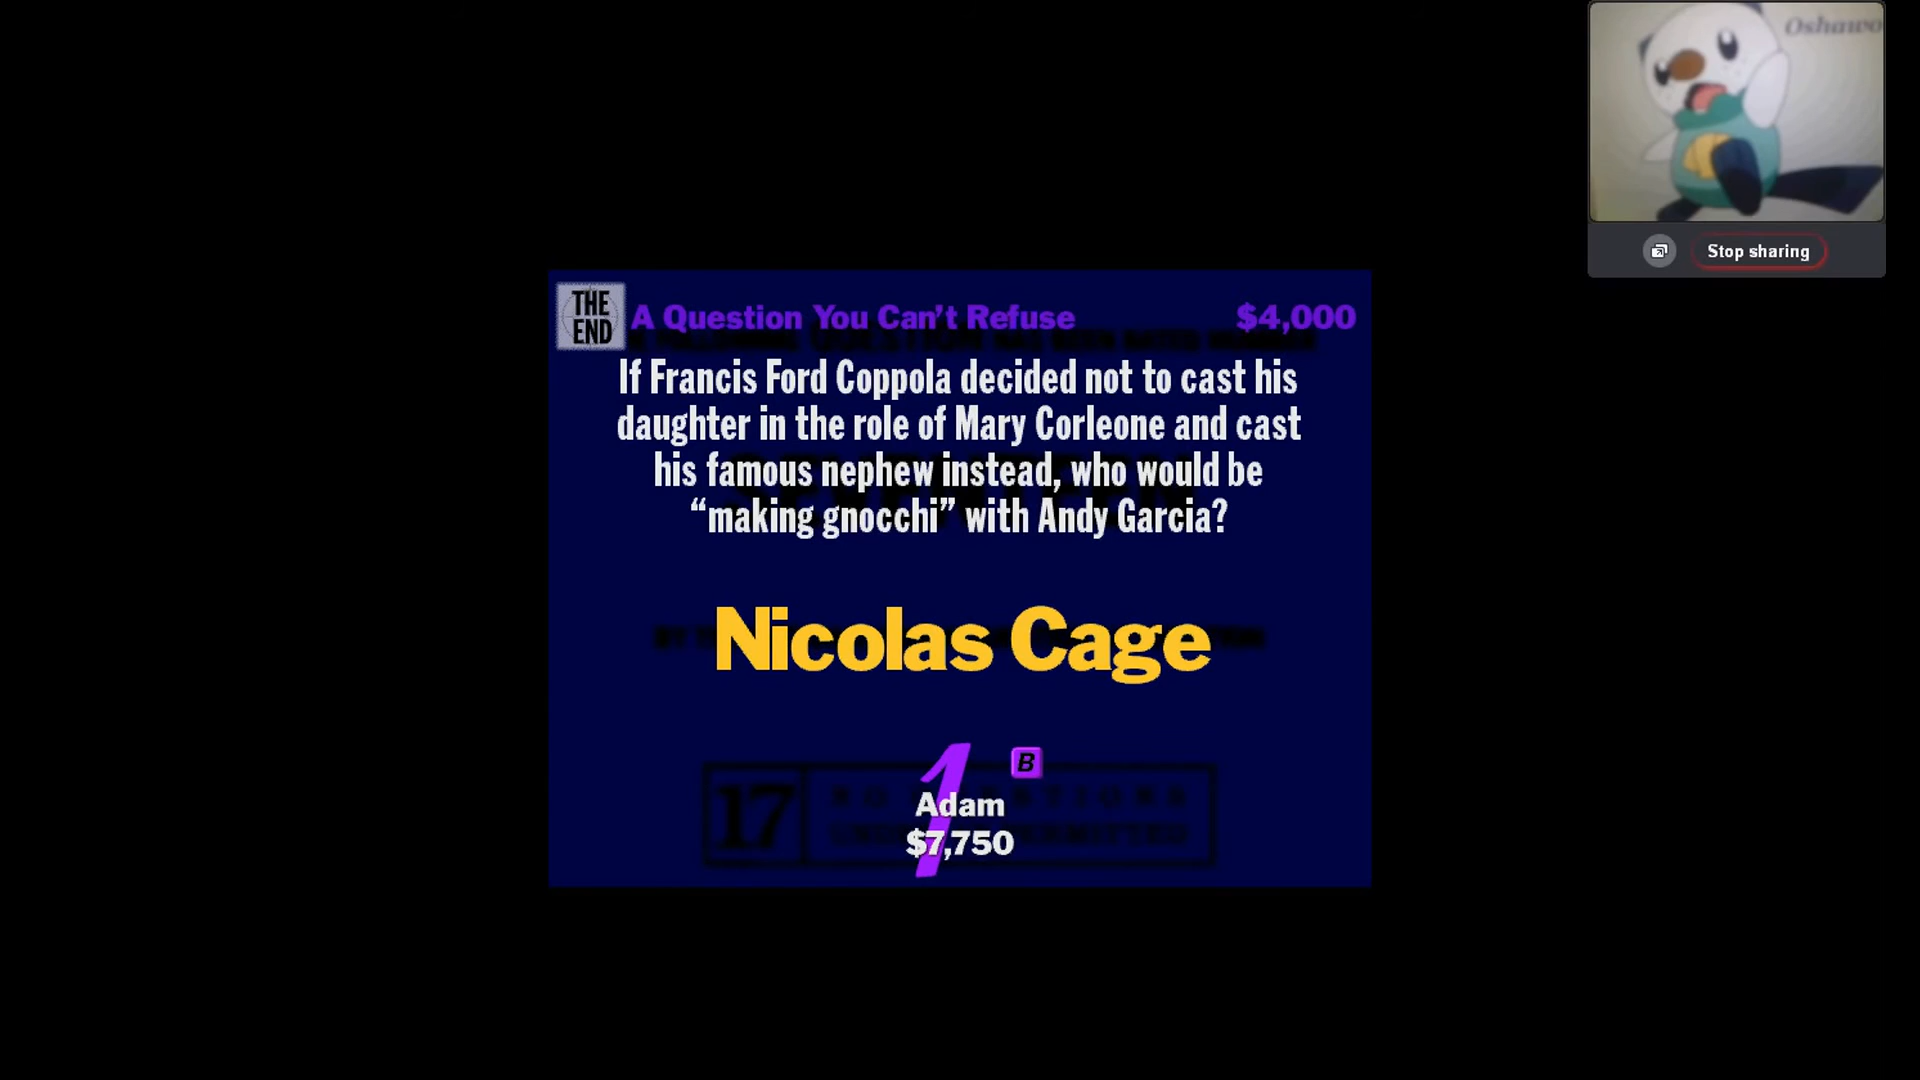 Oshawo
Stop sharing
THE
END
A Question You Can't Refuse
$4,000
If Francis Ford Coppola decided not to cast his
daughter in the role of Mary Corleone and cast
his famous nephew instead, who would be
“making gnocchi” with Andy Garcia?
Nicolas Cage
B
1
Adam
$7,750
17